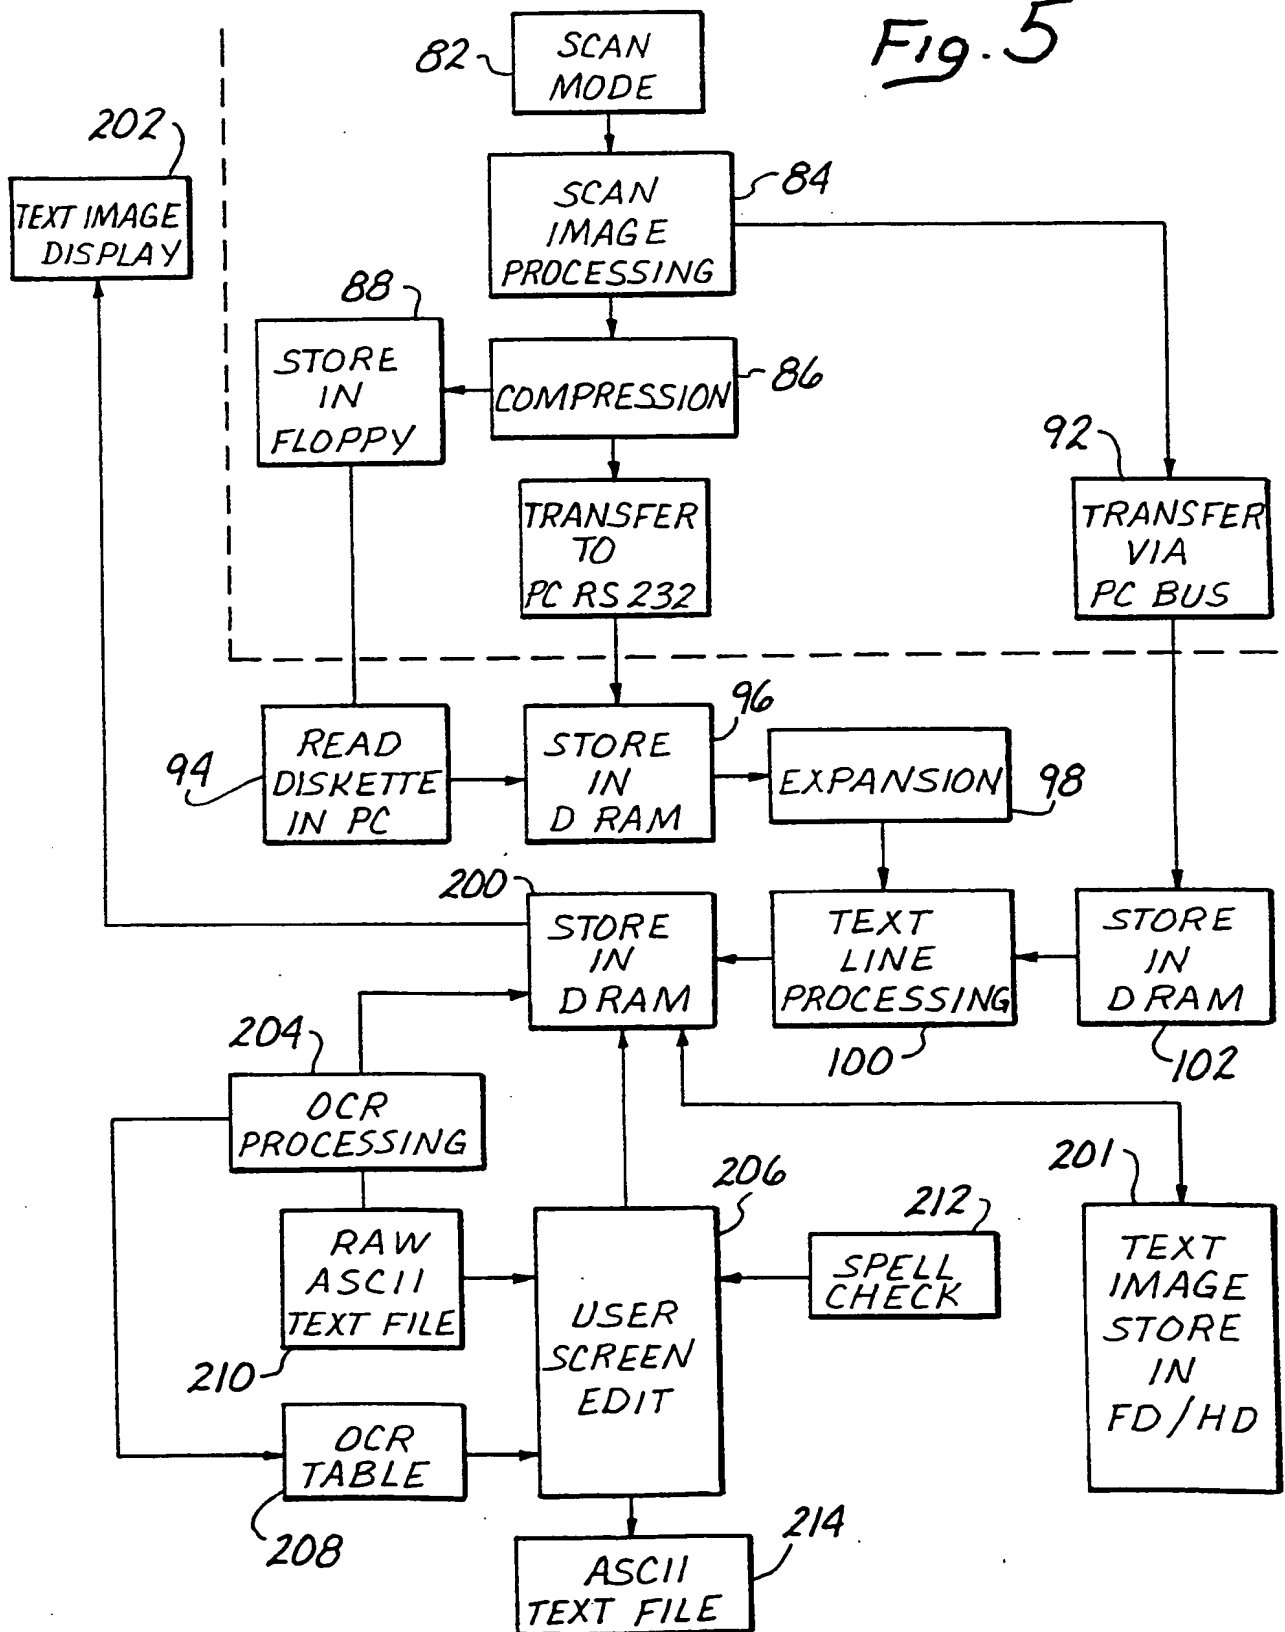 Fig. 5
82
SCAN
MODE
202
TEXT IMAGE
DISPLAY
84
SCAN
IMAGE
PROCESSING
88
STORE
IN
FLOPPY
COMPRESSION
86
92
TRANSFER
TO
PC RS 232
TRANSFER
VIA
PC BUS
94
READ
DISKETTE
IN PC
96
STORE
IN
D RAM
EXPANSION
98
200
STORE
IN
DRAM
TEXT
LINE
PROCESSING
100
STORE
IN
DRAM
102
204
OCR
PROCESSING
206
212
201
RAW
ASCII
TEXT FILE
210
USER
SCREEN
EDIT
SPELL
CHECK
TEXT
IMAGE
STORE
IN
FD/HD
OCR
TABLE
208
214
ASCII
TEXT FILE